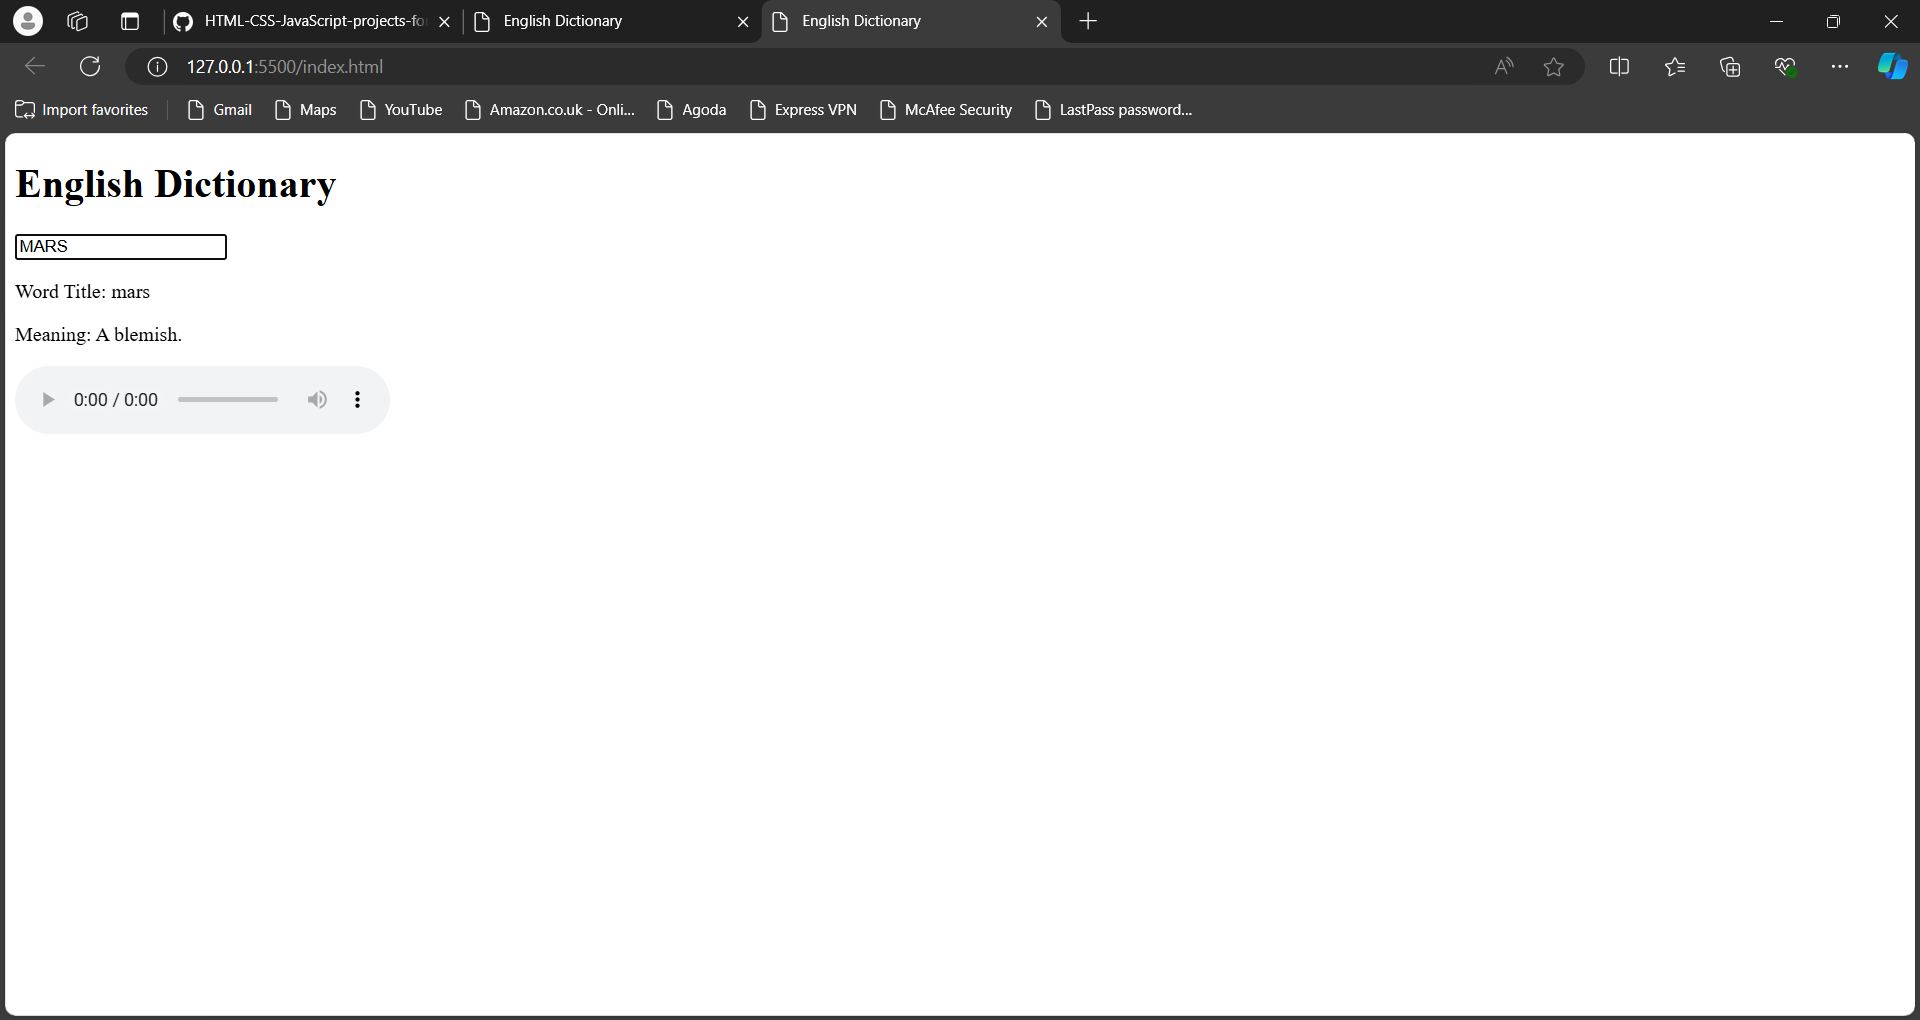 HTML-CSS-JavaScript-projects-fo
English Dictionary
English Dictionary
127.0.0.1:5500/index.html
Import favorites
Gmail
Maps
YouTube
Amazon.co.uk - Onli...
Agoda
Express VPN
McAfee Security
LastPass password...
English Dictionary
MARS
Word Title: mars
Meaning: A blemish.
0:00 / 0:00